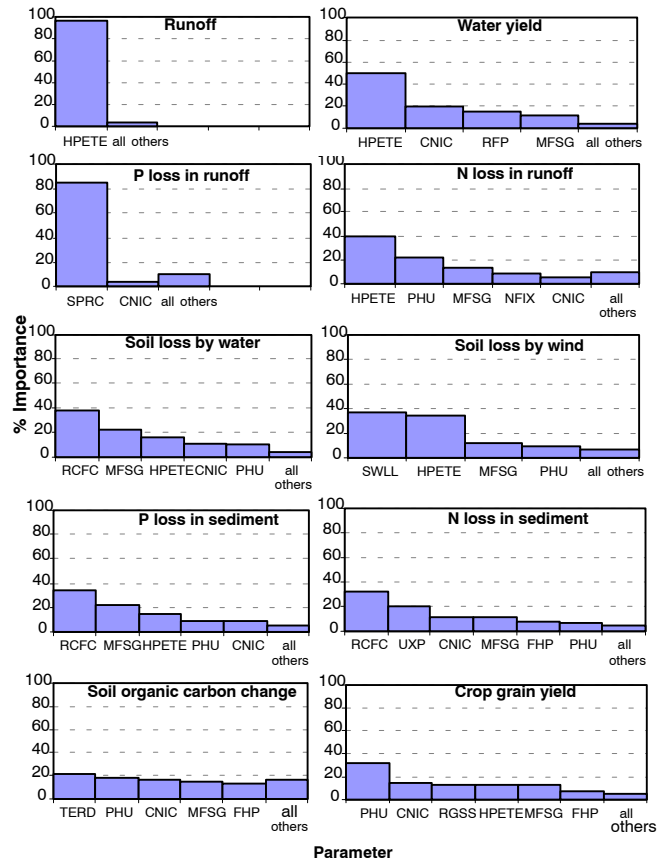 Runoff
100
80
60
40
20
0
HPETE all others
Water yield
100
80
60
40
20
0
HPETE CNIC RFP MFSG all others
P loss in runoff
100
80
60
40
20
0
SPRC CNIC all others
N loss in runoff
100
80
60
40
20
0
HPETE PHU MFSG NFIX CNIC all
others
% Importance
Soil loss by water
100
80
60
40
20
0
RCFC MFSG HPETE CNIC PHU all
others
Soil loss by wind
100
80
60
40
20
0
SWLL HPETE MFSG PHU all others
P loss in sediment
100
80
60
40
20
0
RCFC MFSG HPETE PHU CNIC all
others
N loss in sediment
100
80
60
40
20
0
RCFC UXP CNIC MFSG FHP PHU all
others
Soil organic carbon change
100
80
60
40
20
0
TERD PHU CNIC MFSG FHP all
others
Crop grain yield
100
80
60
40
20
0
PHU CNIC RGSS HPETE MFSG FHP all
others
Parameter